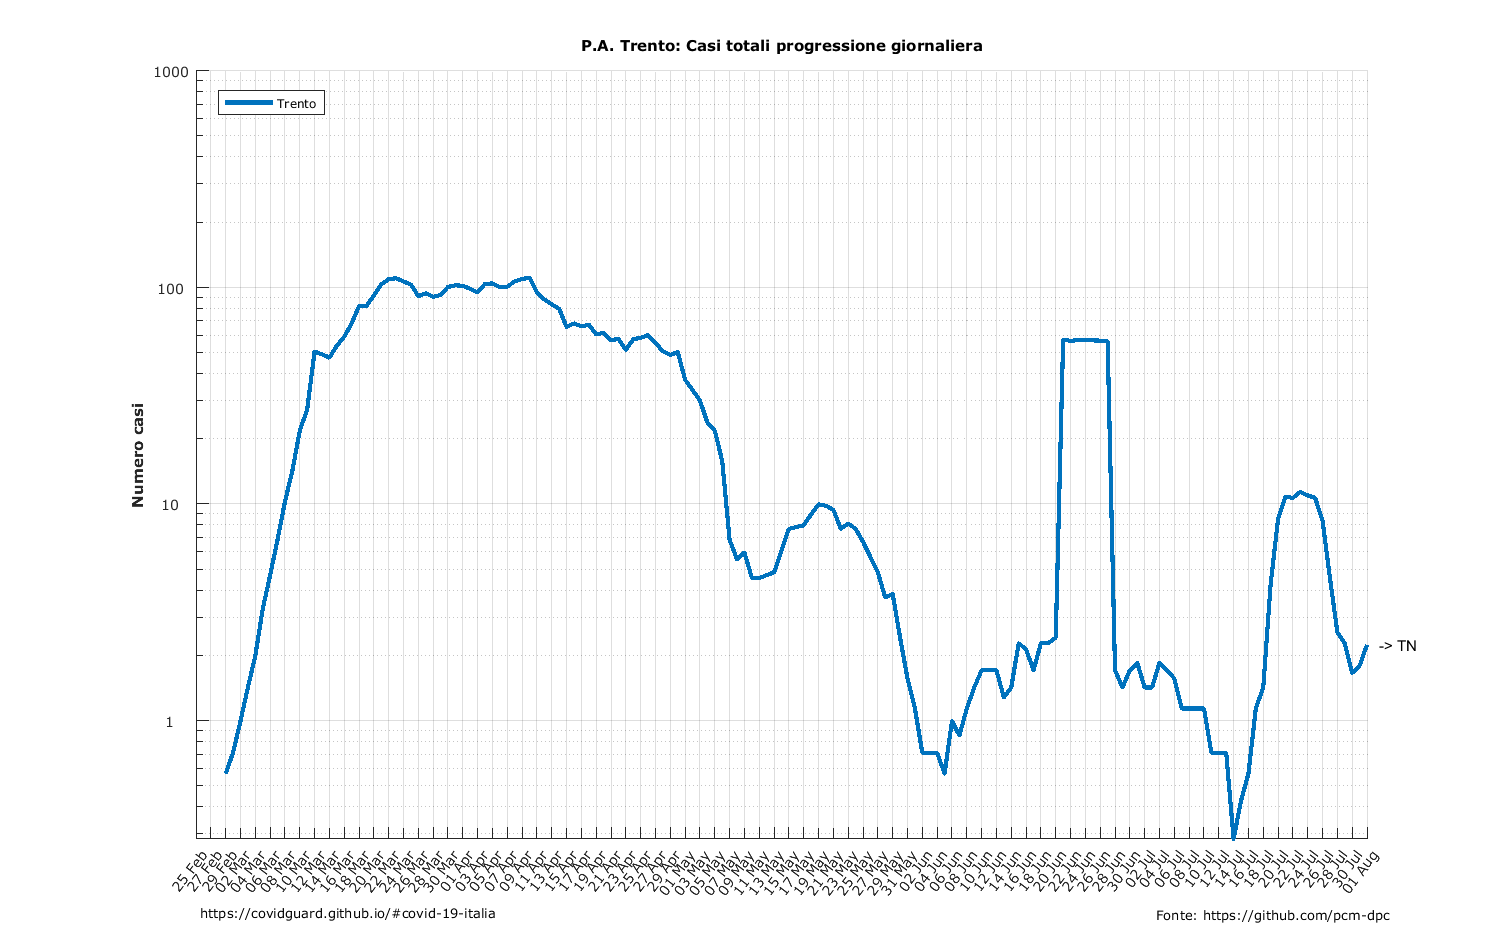 P.A. Trento: Casi totali progressione giornaliera
1000
Trento
100
10
1
Numero casi
-> TN
25 Feb
27 Feb
29 Feb
02 Mar
04 Mar
06 Mar
08 Mar
10 Mar
12 Mar
14 Mar
16 Mar
18 Mar
20 Mar
22 Mar
24 Mar
26 Mar
28 Mar
30 Mar
01 Apr
03 Apr
05 Apr
07 Apr
09 Apr
11 Apr
13 Apr
15 Apr
17 Apr
19 Apr
21 Apr
23 Apr
25 Apr
27 Apr
29 Apr
01 May
03 May
05 May
07 May
09 May
11 May
13 May
15 May
17 May
19 May
21 May
23 May
25 May
27 May
29 May
31 May
02 Jun
04 Jun
06 Jun
08 Jun
10 Jun
12 Jun
14 Jun
16 Jun
18 Jun
20 Jun
22 Jun
24 Jun
26 Jun
28 Jun
30 Jun
02 Jul
04 Jul
06 Jul
08 Jul
10 Jul
12 Jul
14 Jul
16 Jul
18 Jul
20 Jul
22 Jul
24 Jul
26 Jul
28 Jul
30 Jul
01 Aug
https://covidguard.github.io/#covid-19-italia
Fonte: https://github.com/pcm-dpc